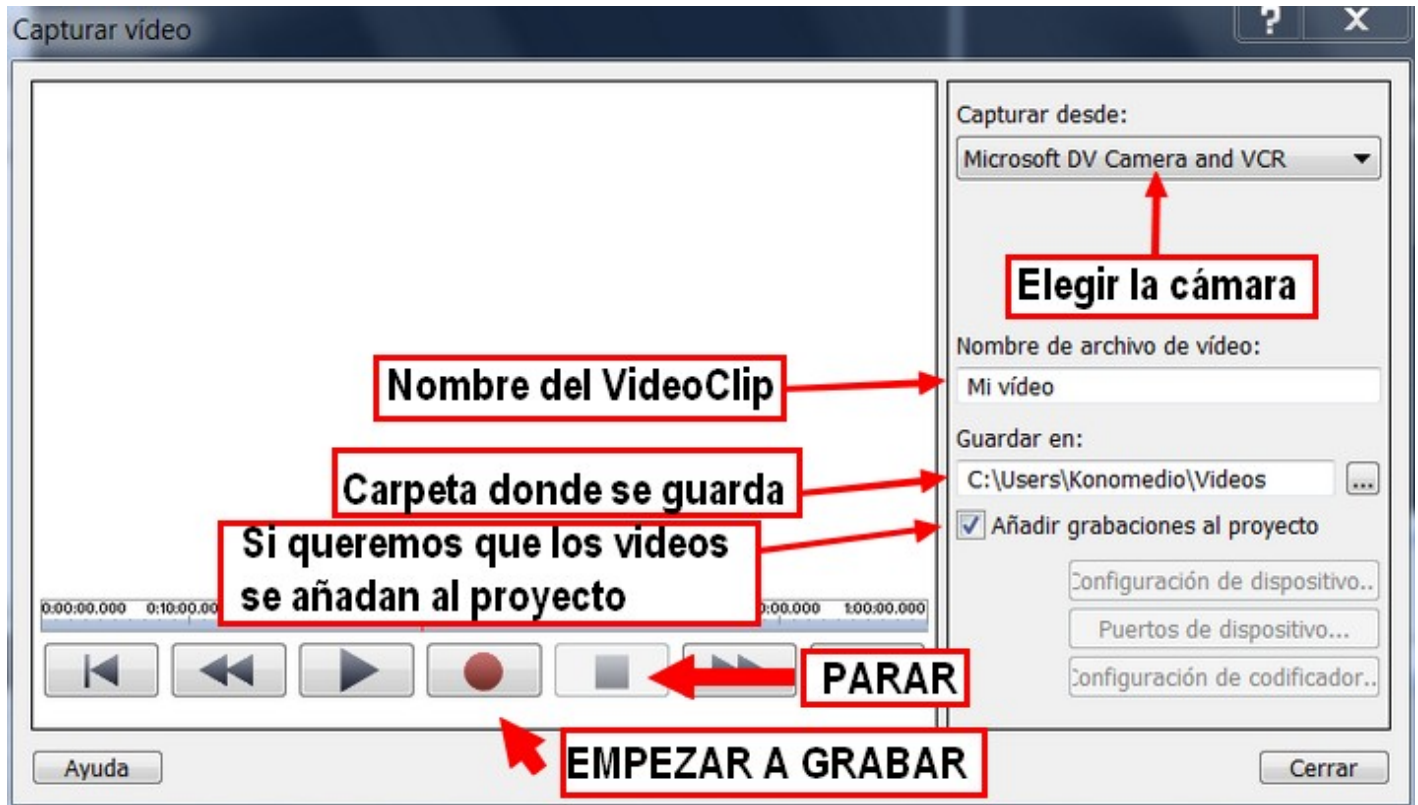 Capturar vídeo
? X
Capturar desde:
Microsoft DV Camera and VCR
Elegir la cámara
Nombre de archivo de vídeo:
Nombre del VideoClip
Mi vídeo
Guardar en:
Carpeta donde se guarda
C:\Users\Konomedio\Videos
...
Si queremos que los videos
se añadan al proyecto
Añadir grabaciones al proyecto
Configuración de dispositivo..
Puertos de dispositivo...
Configuración de codificador..
0:00:00.000 0:10:00.00 0:00.000 1:00:00.000
PARAR
EMPEZAR A GRABAR
Ayuda
Cerrar